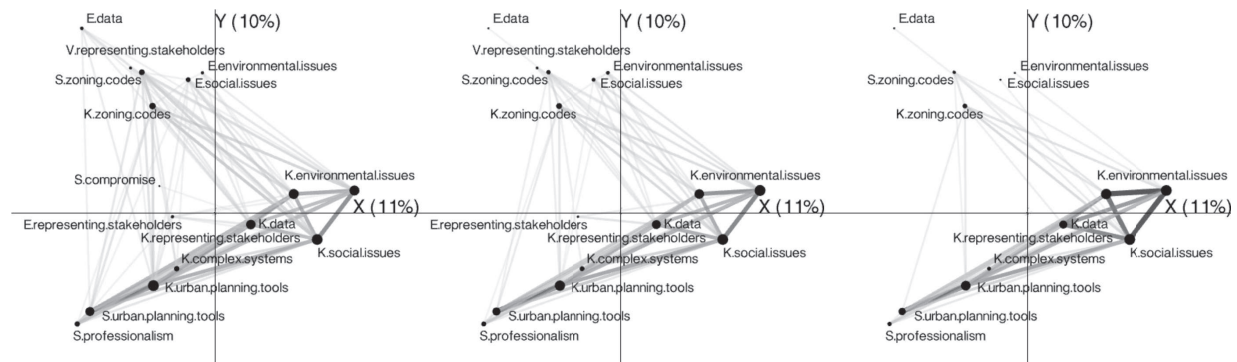 E.data
Y (10%)
V.representing.stakeholders
E.environmental.issues
S.zoning.codes
E.social.issues
K.zoning.codes
K.environmental.issues
S.compromise
X (11%)
E.representing.stakeholders
K.data
K.representing.stakeholders
K.social.issues
K.complex.systems
K.urban.planning.tools
S.urban.planning.tools
S.professionalism
E.data
Y (10%)
V.representing.stakeholders
E.environmental.issues
S.zoning.codes
E.social.issues
K.zoning.codes
K.environmental.issues
X (11%)
E.representing.stakeholders
K.data
K.representing.stakeholders
K.social.issues
K.complex.systems
K.urban.planning.tools
S.urban.planning.tools
S.professionalism
E.data
Y (10%)
E.environmental.issues
S.zoning.codes
E.social.issues
K.zoning.codes
K.environmental.issues
X (11%)
K.data
K.representing.stakeholders
K.social.issues
K.complex.systems
K.urban.planning.tools
S.urban.planning.tools
S.professionalism